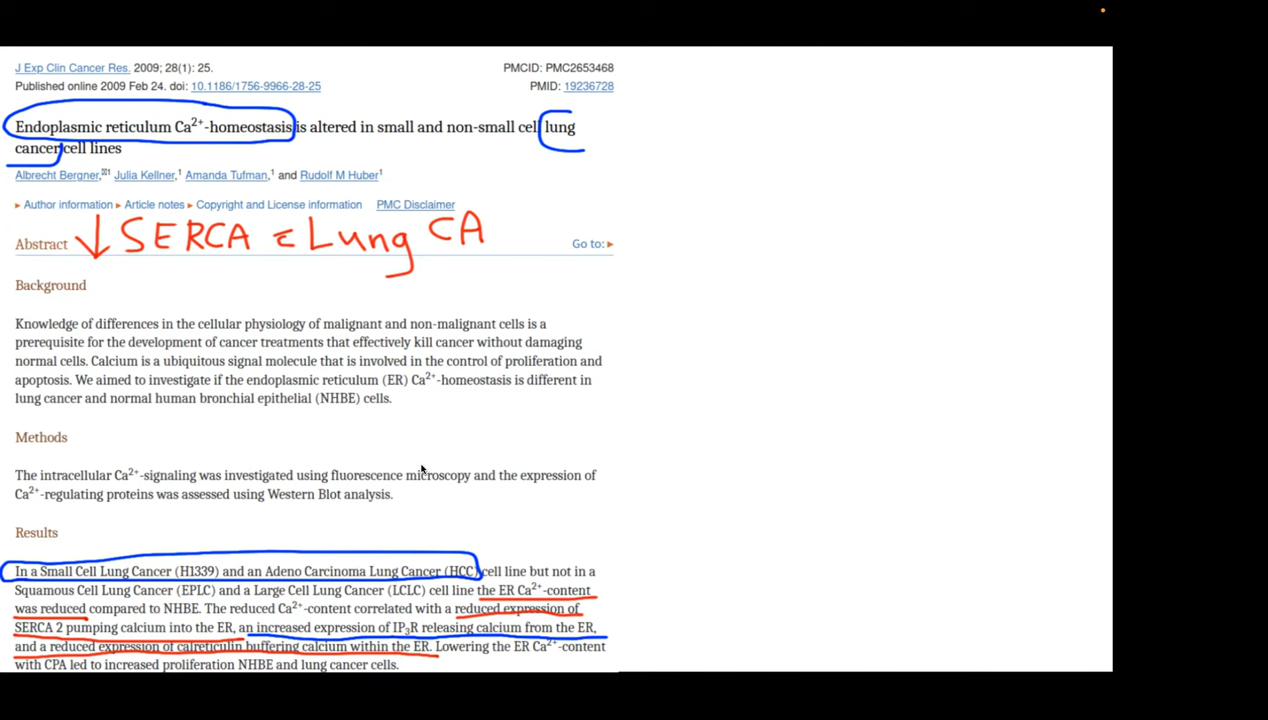 J Exp Clin Cancer Res. 2009; 28(1): 25.
PMCID: PMC2653468
Published online 2009 Feb 24. doi: 10.1186/1756-9966-28-25
PMID: 19236728
Endoplasmic reticulum Ca2+-homeostasis is altered in small and non-small cell lung
cancer cell lines
Albrecht Bergner,✉1 Julia Kellner,1 Amanda Tufman,1 and Rudolf M Huber1
▸ Author information ▸ Article notes ▸ Copyright and License information PMC Disclaimer
↓ SERCA Lung CA
Abstract
Go to: ▸
Background
Knowledge of differences in the cellular physiology of malignant and non-malignant cells is a
prerequisite for the development of cancer treatments that effectively kill cancer without damaging
normal cells. Calcium is a ubiquitous signal molecule that is involved in the control of proliferation and
apoptosis. We aimed to investigate if the endoplasmic reticulum (ER) Ca2+-homeostasis is different in
lung cancer and normal human bronchial epithelial (NHBE) cells.
Methods
The intracellular Ca2+-signaling was investigated using fluorescence microscopy and the expression of
Ca2+-regulating proteins was assessed using Western Blot analysis.
Results
In a Small Cell Lung Cancer (H1339) and an Adeno Carcinoma Lung Cancer (HCC) cell line but not in a
Squamous Cell Lung Cancer (EPLC) and a Large Cell Lung Cancer (LCLC) cell line the ER Ca2+-content
was reduced compared to NHBE. The reduced Ca2+-content correlated with a reduced expression of
SERCA 2 pumping calcium into the ER, an increased expression of IP3R releasing calcium from the ER,
and a reduced expression of calreticulin buffering calcium within the ER. Lowering the ER Ca2+-content
with CPA led to increased proliferation NHBE and lung cancer cells.